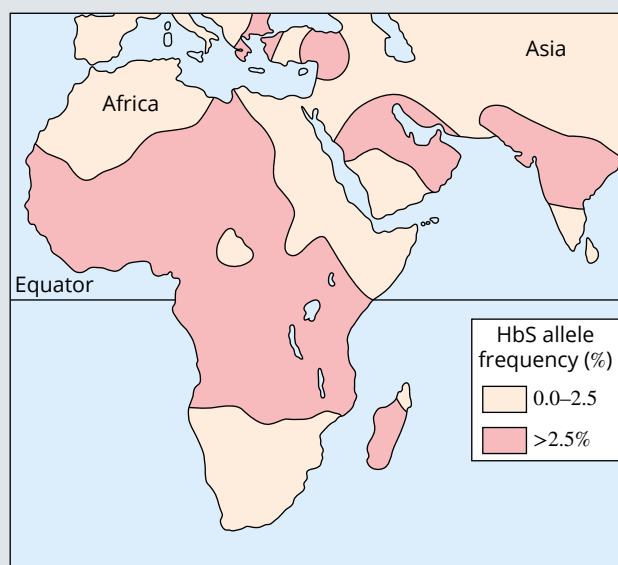 Asia
Africa
Equator
HbS allele
frequency (%)
0.0–2.5
>2.5%